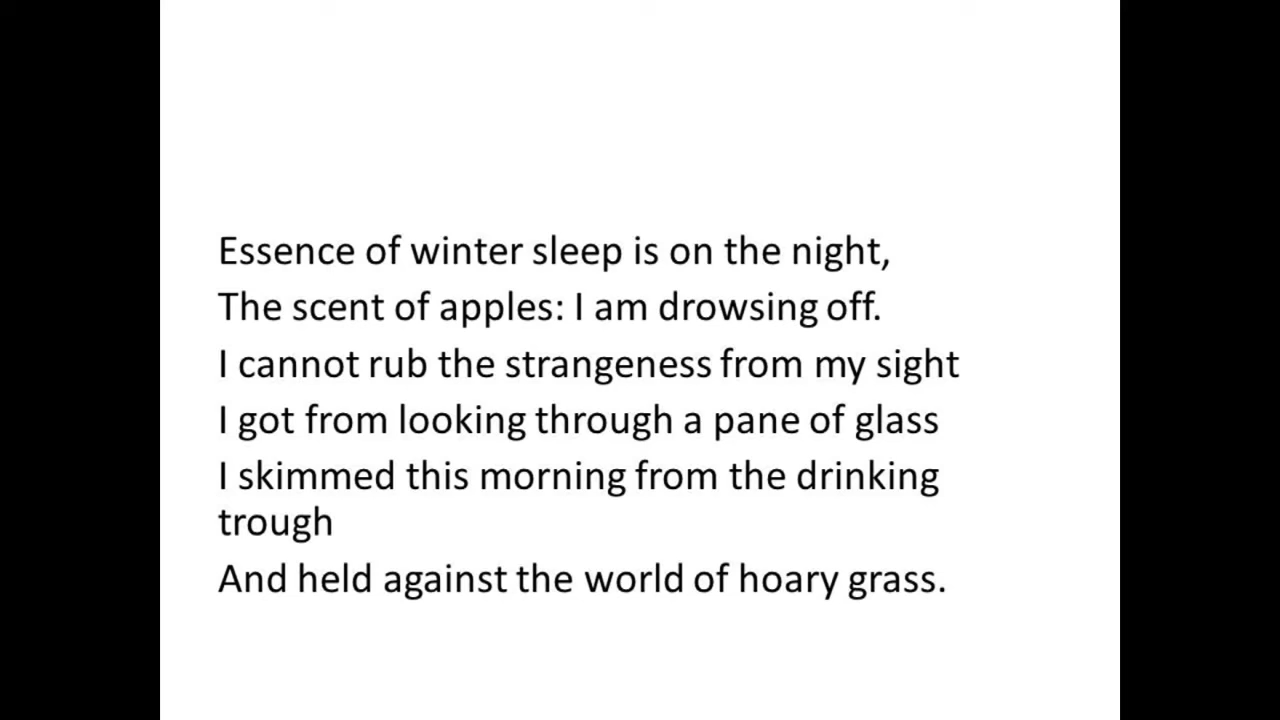 Essence of winter sleep is on the night,
The scent of apples: I am drowsing off.
I cannot rub the strangeness from my sight
I got from looking through a pane of glass
I skimmed this morning from the drinking
trough
And held against the world of hoary grass.